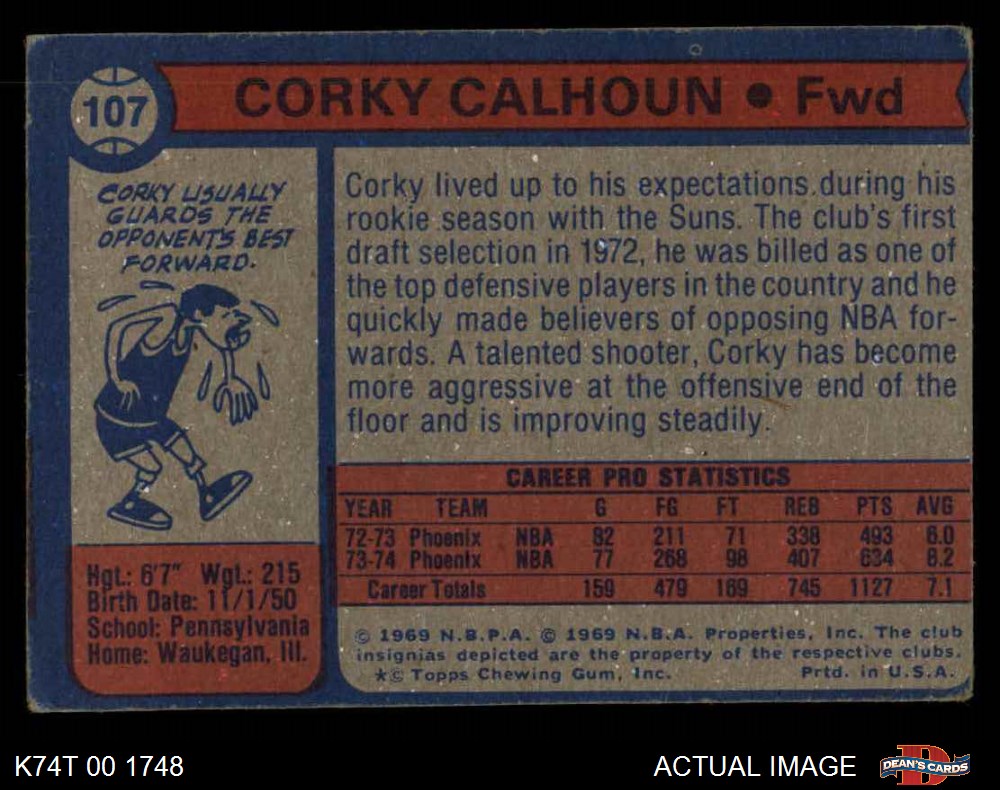 107
CORKY CALHOUN • Fwd
CORKY USUALLY
GUARDS THE
OPPONENT'S BEST
FORWARD.
Corky lived up to his expectations during his
rookie season with the Suns. The club's first
draft selection in 1972, he was billed as one of
the top defensive players in the country and he
quickly made believers of opposing NBA for-
wards. A talented shooter, Corky has become
more aggressive at the offensive end of the
floor and is improving steadily.
CAREER PRO STATISTICS
YEAR TEAM G FG FT REB PTS AVG
72-73 Phoenix NBA 82 211 71 338 493 6.0
73-74 Phoenix NBA 77 268 98 407 634 8.2
Career Totals 159 479 169 745 1127 7.1
Hgt.: 6'7" Wgt.: 215
Birth Date: 11/1/50
School: Pennsylvania
Home: Waukegan, Ill.
© 1969 N.B.P.A. © 1969 N.B.A. Properties, Inc. The club
insignias depicted are the property of the respective clubs.
★© Topps Chewing Gum, Inc. Prtd. in U.S.A.
K74T 00 1748
ACTUAL IMAGE
D
DEAN'S CARDS